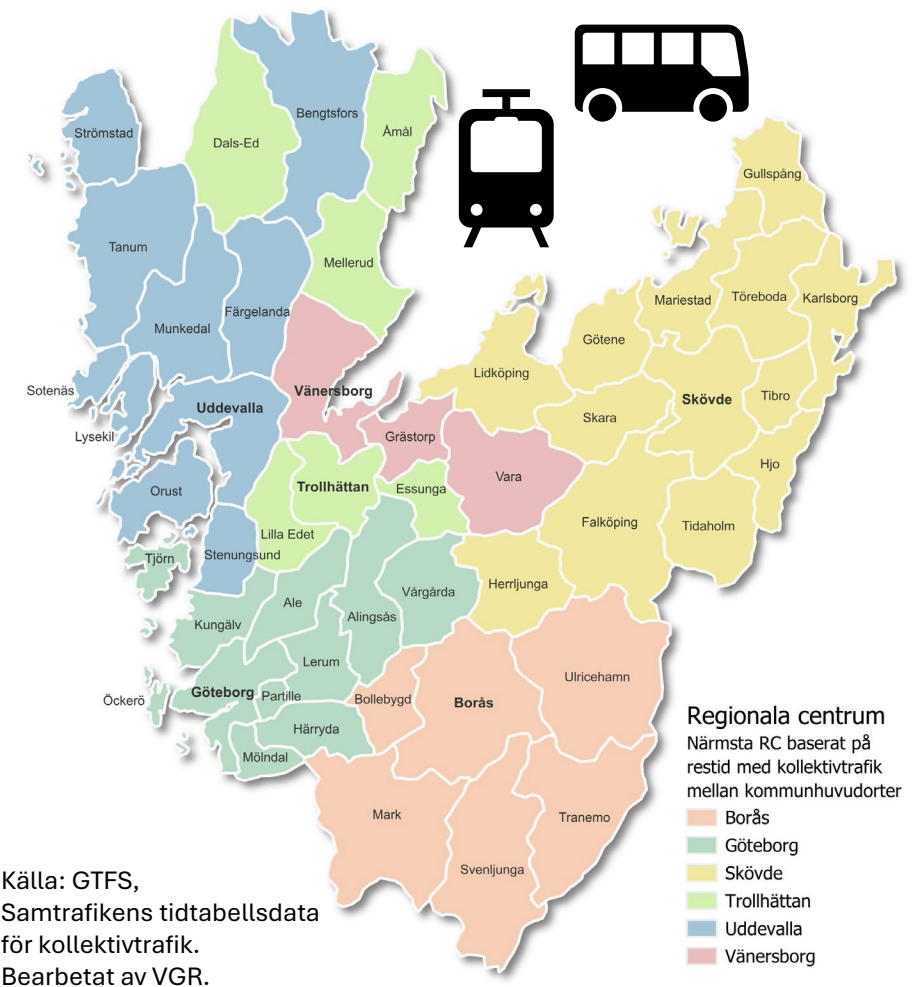 Bengtsfors
Strömstad
Åmål
Dals-Ed
Gullspång
Tanum
Mellerud
Mariestad
Töreboda
Karlsborg
Färgelanda
Munkedal
Götene
Lidköping
Sotenäs
Vänersborg
Tibro
Skövde
Uddevalla
Skara
Lysekil
Grästorp
Hjo
Vara
Orust
Trollhättan
Essunga
Falköping
Tidaholm
Lilla Edet
Tjörn
Stenungsund
Herrljunga
Vårgårda
Ale
Alingsås
Kungälv
Lerum
Ulricehamn
Göteborg
Partille
Öckerö
Bollebygd
Borås
Härryda
Mölndal
Mark
Tranemo
Svenljunga
Regionala centrum
Närmsta RC baserat på
restid med kollektivtrafik
mellan kommunhuvudorter
Borås
Göteborg
Skövde
Trollhättan
Uddevalla
Vänersborg
Källa: GTFS,
Samtrafikens tidtabellsdata
för kollektivtrafik.
Bearbetat av VGR.